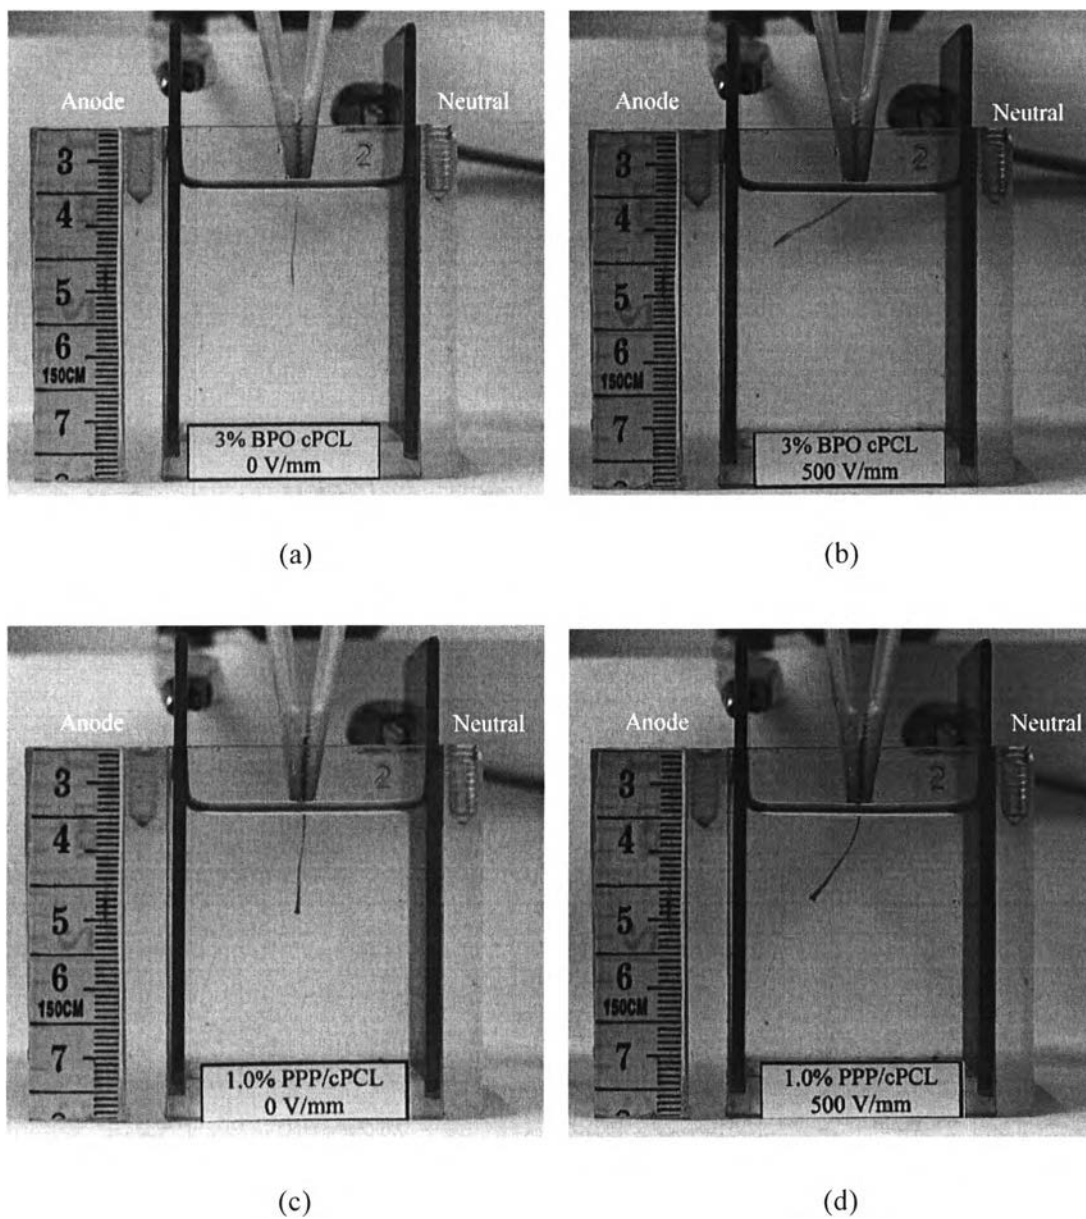 Anode
Neutral
3
2
4
5
6
150CM
7
3% BPO cPCL
0 V/mm
(a)
Anode
Neutral
3
2
4
5
6
150CM
7
3% BPO cPCL
500 V/mm
(b)
Anode
Neutral
3
2
4
5
6
150CM
7
1.0% PPP/cPCL
0 V/mm
(c)
Anode
Neutral
3
2
4
5
6
150CM
7
1.0% PPP/cPCL
500 V/mm
(d)